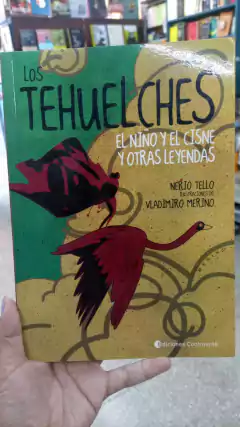 LOS
TEHUELCHES
EL NIÑO Y EL CISNE
Y OTRAS LEYENDAS
NERIO TELLO
ILUSTRACIONES DE
VLADIMIRO MERINO
Ediciones Continente